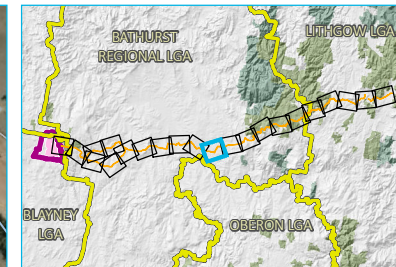 BATHURST
REGIONAL LGA
LITHGOW LGA
BLAYNEY
LGA
OBERON LGA